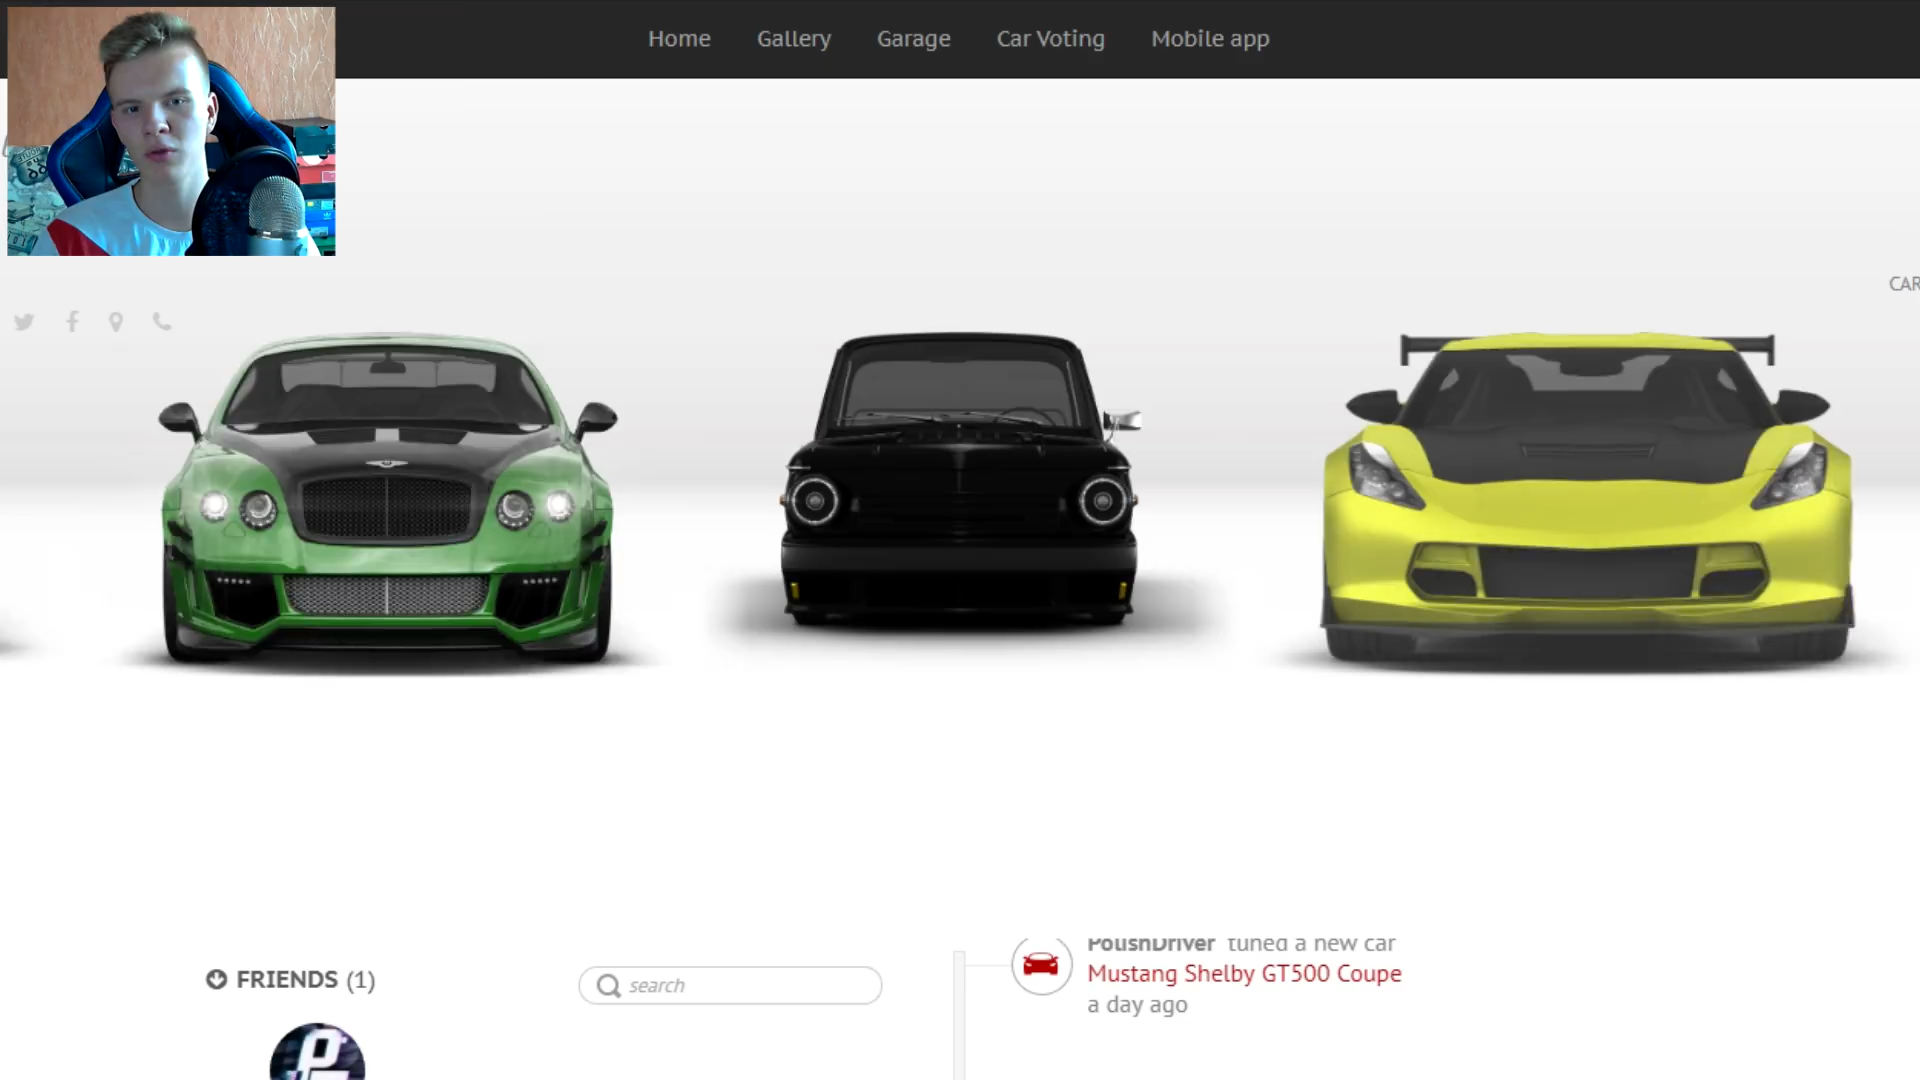 Home Gallery Garage Car Voting Mobile app
CAR
PolishDriver tuned a new car
FRIENDS (1)
search
Mustang Shelby GT500 Coupe
a day ago